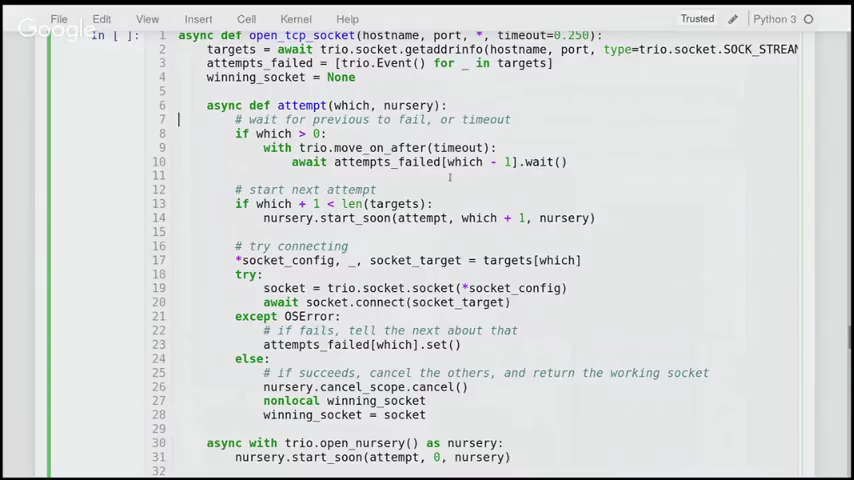 Google
File Edit View Insert Cell Kernel Help Trusted Python 3
In [ ]:
1 async def open_tcp_socket(hostname, port, *, timeout=0.250):
2 targets = await trio.socket.getaddrinfo(hostname, port, type=trio.socket.SOCK_STREAM
3 attempts_failed = [trio.Event() for _ in targets]
4 winning_socket = None
5
6 async def attempt(which, nursery):
7 # wait for previous to fail, or timeout
8 if which > 0:
9 with trio.move_on_after(timeout):
10 await attempts_failed[which - 1].wait()
11
12 # start next attempt
13 if which + 1 < len(targets):
14 nursery.start_soon(attempt, which + 1, nursery)
15
16 # try connecting
17 *socket_config, _, socket_target = targets[which]
18 try:
19 socket = trio.socket.socket(*socket_config)
20 await socket.connect(socket_target)
21 except OSError:
22 # if fails, tell the next about that
23 attempts_failed[which].set()
24 else:
25 # if succeeds, cancel the others, and return the working socket
26 nursery.cancel_scope.cancel()
27 nonlocal winning_socket
28 winning_socket = socket
29
30 async with trio.open_nursery() as nursery:
31 nursery.start_soon(attempt, 0, nursery)
32